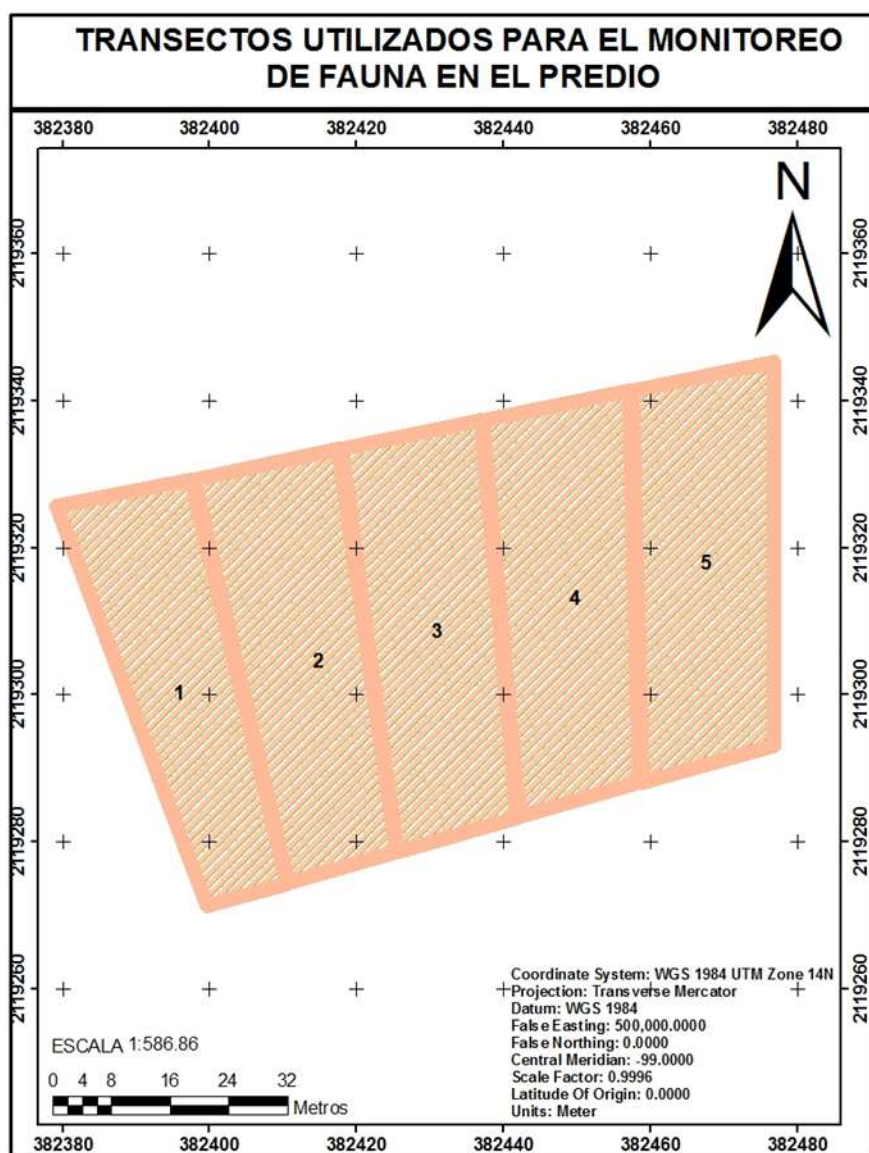 TRANSECTOS UTILIZADOS PARA EL MONITOREO
DE FAUNA EN EL PREDIO
382380 382400 382420 382440 382460 382480
N
2119360 2119360
2119340 2119340
2119320 2119320
5
4
3
2
1
2119300 2119300
2119280 2119280
2119260 2119260
Coordinate System: WGS 1984 UTM Zone 14N
Projection: Transverse Mercator
Datum: WGS 1984
False Easting: 500,000.0000
False Northing: 0.0000
Central Meridian: -99.0000
Scale Factor: 0.9996
Latitude Of Origin: 0.0000
Units: Meter
ESCALA 1:586.86
0 4 8 16 24 32
Metros
382380 382400 382420 382440 382460 382480